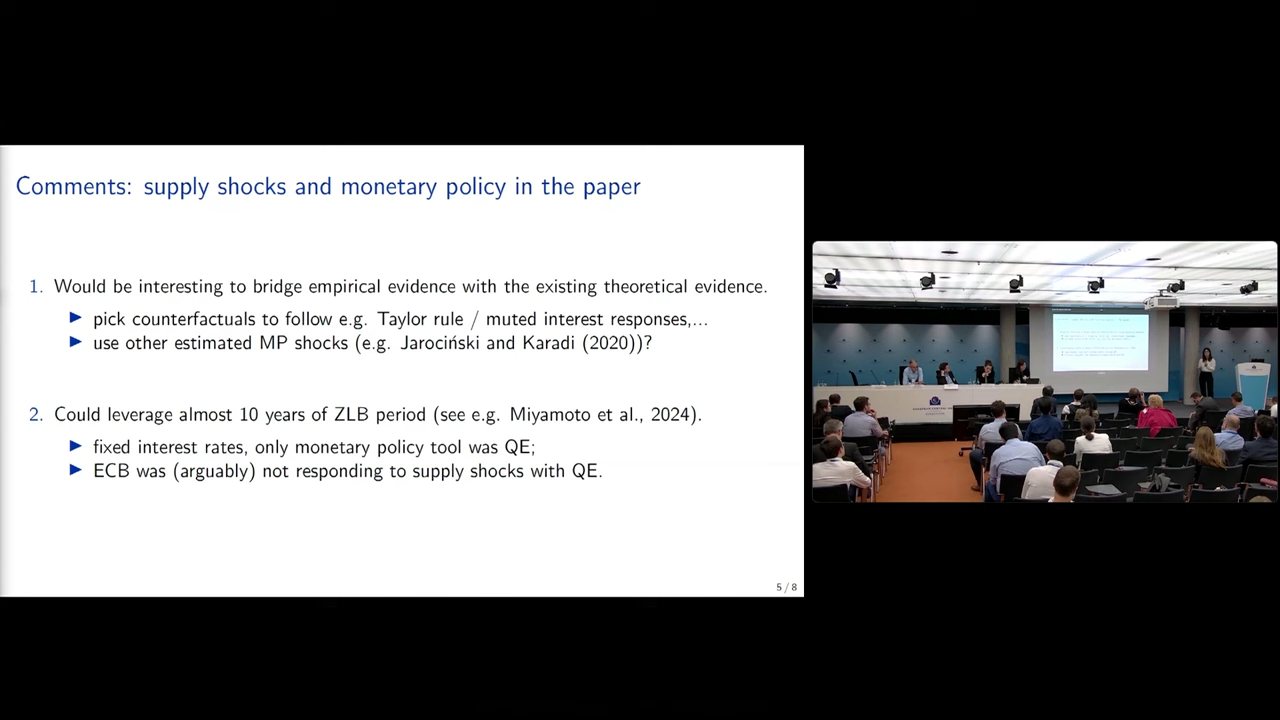 Comments: supply shocks and monetary policy in the paper
1. Would be interesting to bridge empirical evidence with the existing theoretical evidence.
▶ pick counterfactuals to follow e.g. Taylor rule / muted interest responses,...
▶ use other estimated MP shocks (e.g. Jarociński and Karadi (2020))?
2. Could leverage almost 10 years of ZLB period (see e.g. Miyamoto et al., 2024).
▶ fixed interest rates, only monetary policy tool was QE;
▶ ECB was (arguably) not responding to supply shocks with QE.
5 / 8